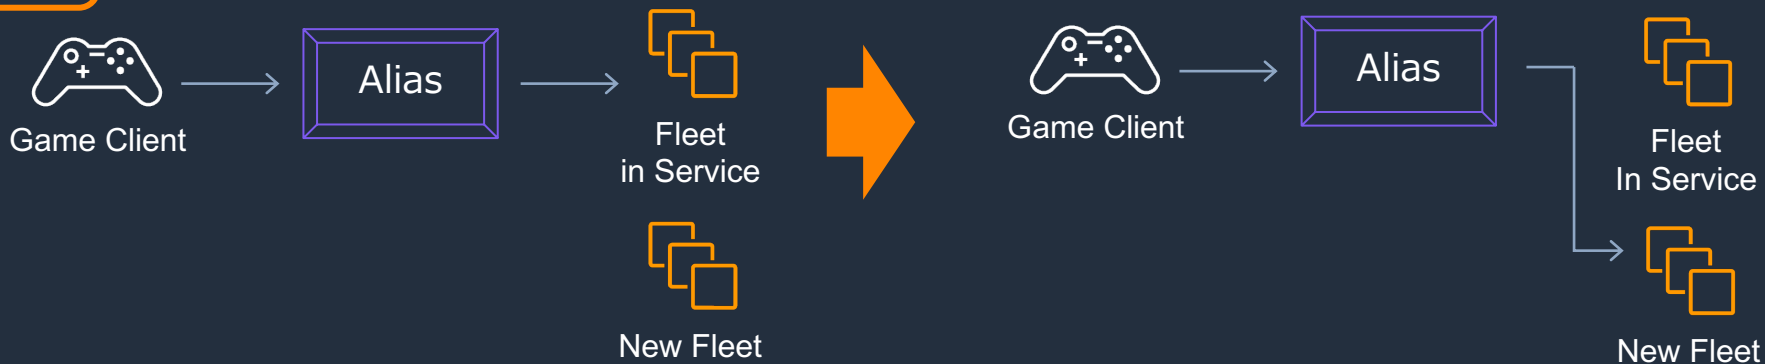 Game Client
Alias
Fleet
in Service
New Fleet
Game Client
Alias
Fleet
In Service
New Fleet